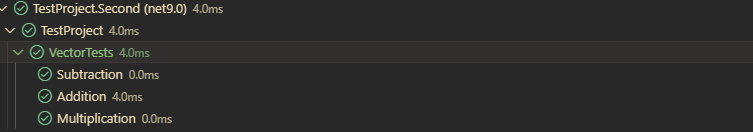 TestProject.Second (net9.0) 4.0ms
TestProject 4.0ms
VectorTests 4.0ms
Subtraction 0.0ms
Addition 4.0ms
Multiplication 0.0ms